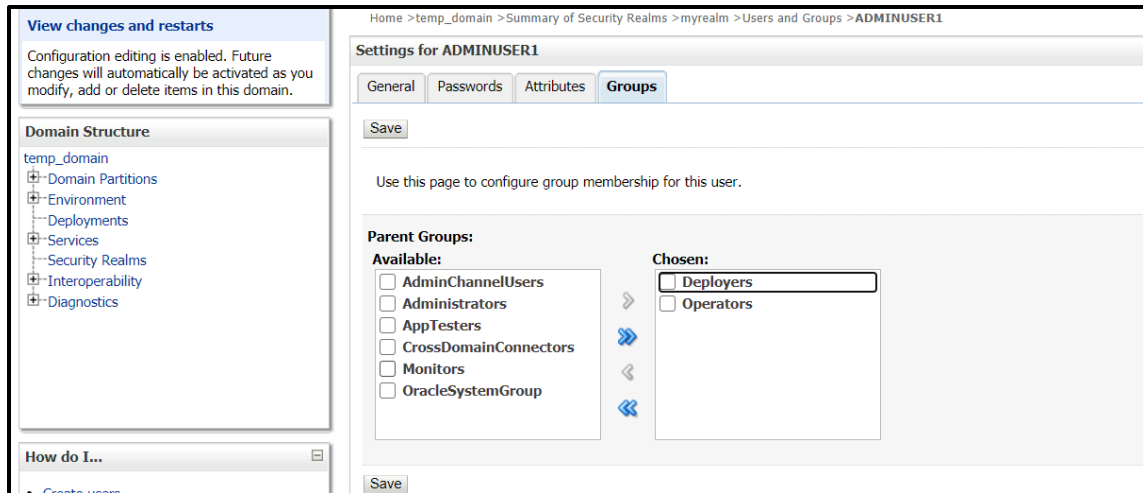 View changes and restarts
Configuration editing is enabled. Future
changes will automatically be activated as you
modify, add or delete items in this domain.
Domain Structure
temp_domain
Domain Partitions
Environment
Deployments
Services
Security Realms
Interoperability
Diagnostics
How do I...
Create users
Home >temp_domain >Summary of Security Realms >myrealm >Users and Groups >ADMINUSER1
Settings for ADMINUSER1
General Passwords Attributes Groups
Save
Use this page to configure group membership for this user.
Parent Groups:
Available:
AdminChannelUsers
Administrators
AppTesters
CrossDomainConnectors
Monitors
OracleSystemGroup
Chosen:
Deployers
Operators
Save